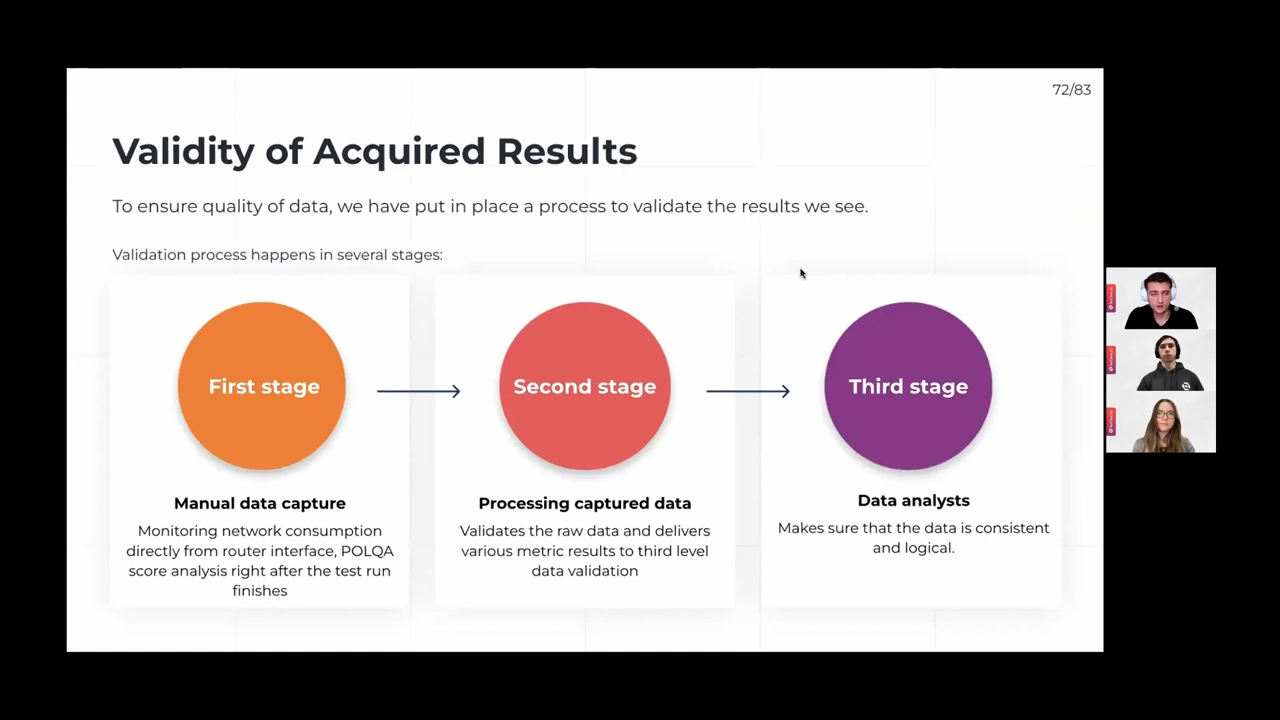 72/83
Validity of Acquired Results
To ensure quality of data, we have put in place a process to validate the results we see.
Validation process happens in several stages:
First stage
Second stage
Third stage
Manual data capture
Monitoring network consumption
directly from router interface, POLQA
score analysis right after the test run
finishes
Processing captured data
Validates the raw data and delivers
various metric results to third level
data validation
Data analysts
Makes sure that the data is consistent
and logical.